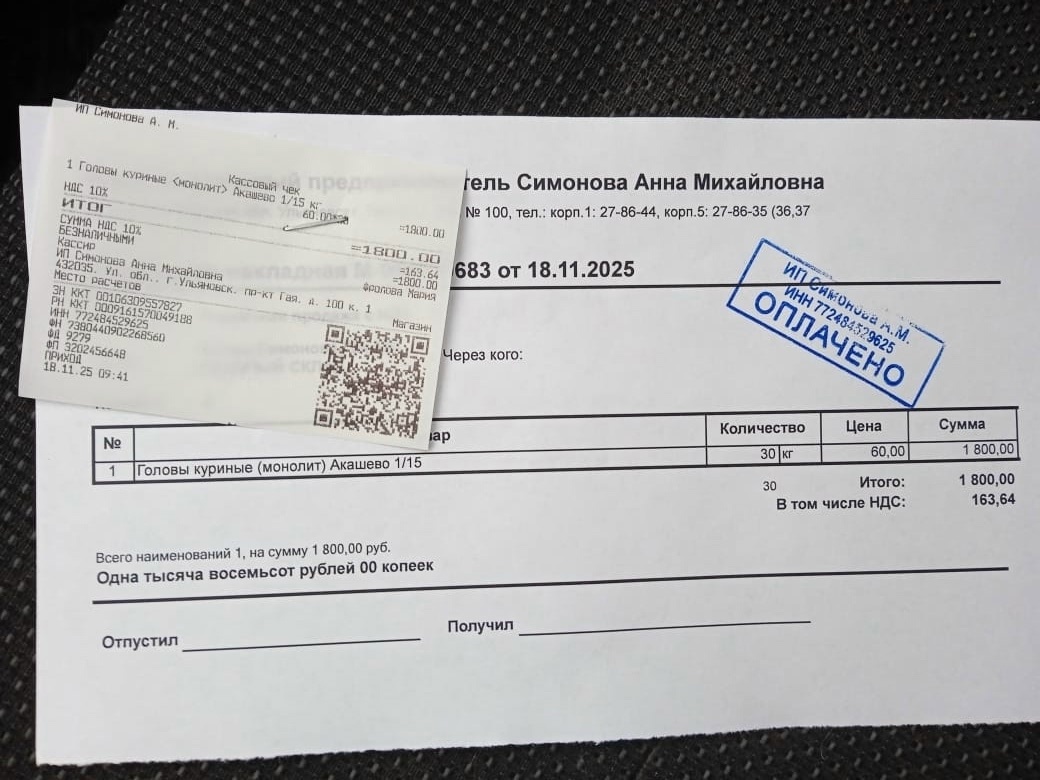 ИП Симонова А. М.
Кассовый чек
1 Головы куриные <монолит> Акашево 1/15 кг.
60.00
=1800.00
НДС 10%
ИТОГ
=1800.00
СУММА НДС 10%
=163.64
БЕЗНАЛИЧНЫМИ
=1800.00
Кассир
Фролова Мария
ИП Симонова Анна Михайловна
432035. Ул. обл.. г.Ульяновск. пр-кт Гая. д. 100 к. 1
Место расчетов
Магазин
ЗН ККТ 00106309557827
РН ККТ 0009161570049188
ИНН 772484529625
ФН 7380440902268560
ФД 9279
ФП 3202456648
ПРИХОД
18.11.25 09:41
тель Симонова Анна Михайловна
№ 100, тел.: корп.1: 27-86-44, корп.5: 27-86-35 (36,37
683 от 18.11.2025
ИП Симонова А.М.
ИНН 772484529625
ОПЛАЧЕНО
Через кого:
№ ар Количество Цена Сумма
1 Головы куриные (монолит) Акашево 1/15 30 кг 60,00 1 800,00
30 Итого: 1 800,00
В том числе НДС: 163,64
Всего наименований 1, на сумму 1 800,00 руб.
Одна тысяча восемьсот рублей 00 копеек
Отпустил Получил